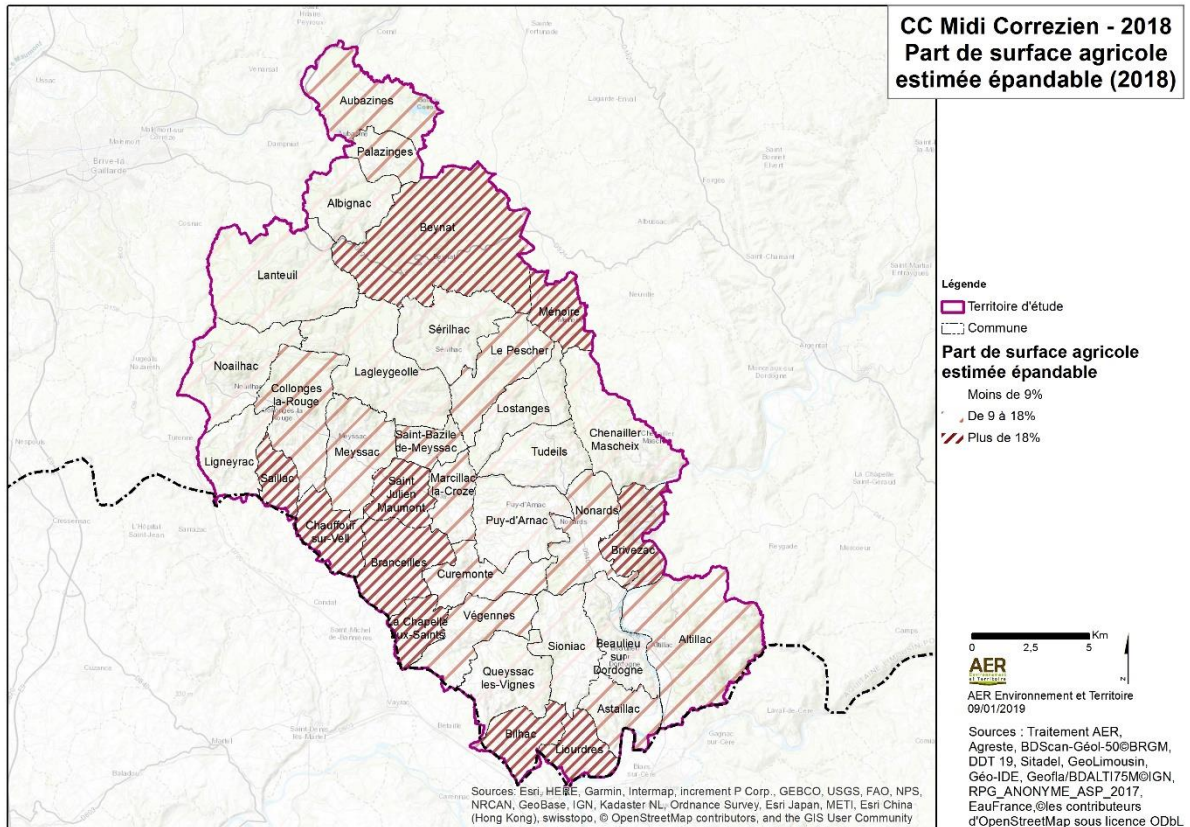 CC Midi Correzien - 2018
Part de surface agricole
estimée épandable (2018)
Aubazines
Palazinges
Brive-la
Gaillarde
Albignac
Beynat
Lanteuil
Ménoire
Sérilhac
Sérilhac
Le Pescher
Noailhac
Lagleygeolle
Collonges
la-Rouge
Lostanges
Meyssac
Meyssac
Saint-Bazile
de-Meyssac
Tudeils
Chenailler
Mascheix
Ligneyrac
Saillac
Saint
Julien
Maumont
Marcillac
la-Croze
Puy-d'Arnac
Puy-d'Arnac
Nonards
Nonards
Chauffour
sur-Vell
Brivezac
Branceilles
Curemonte
La Chapelle
aux-Saints
Végennes
Sioniac
Beaulieu
sur
Dordogne
Altillac
Queyssac
les-Vignes
Astaillac
Bilhac
Liourdres
Légende
Territoire d'étude
Commune
Part de surface agricole
estimée épandable
Moins de 9%
De 9 à 18%
Plus de 18%
Km
0 2,5 5
N
AER
Environnement
et Territoire
AER Environnement et Territoire
09/01/2019
Sources : Traitement AER,
Agreste, BDScan-Géol-50©BRGM,
DDT 19, Sitadel, GeoLimousin,
Géo-IDE, Geofla/BDALTI75M©IGN,
RPG_ANONYME_ASP_2017,
EauFrance,©les contributeurs
d'OpenStreetMap sous licence ODbL
Sources: Esri, HERE, Garmin, Intermap, increment P Corp., GEBCO, USGS, FAO, NPS,
NRCAN, GeoBase, IGN, Kadaster NL, Ordnance Survey, Esri Japan, METI, Esri China
(Hong Kong), swisstopo, © OpenStreetMap contributors, and the GIS User Community